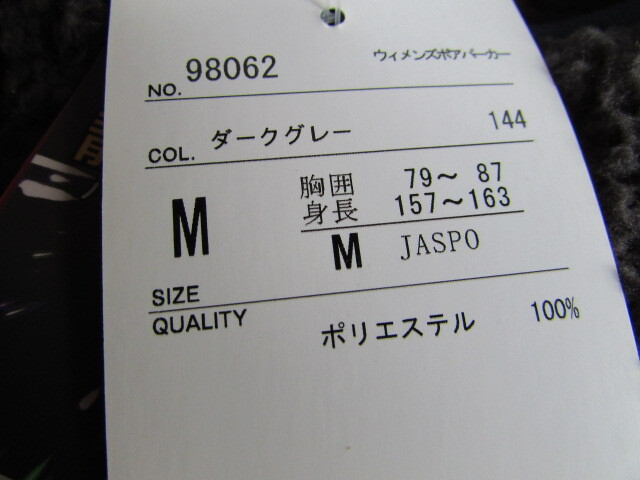 NO. 98062 ウィメンズボアパーカー
COL. ダークグレー 144
胸囲 79〜 87
身長 157〜163
SIZE M M JASPO
QUALITY ポリエステル 100%